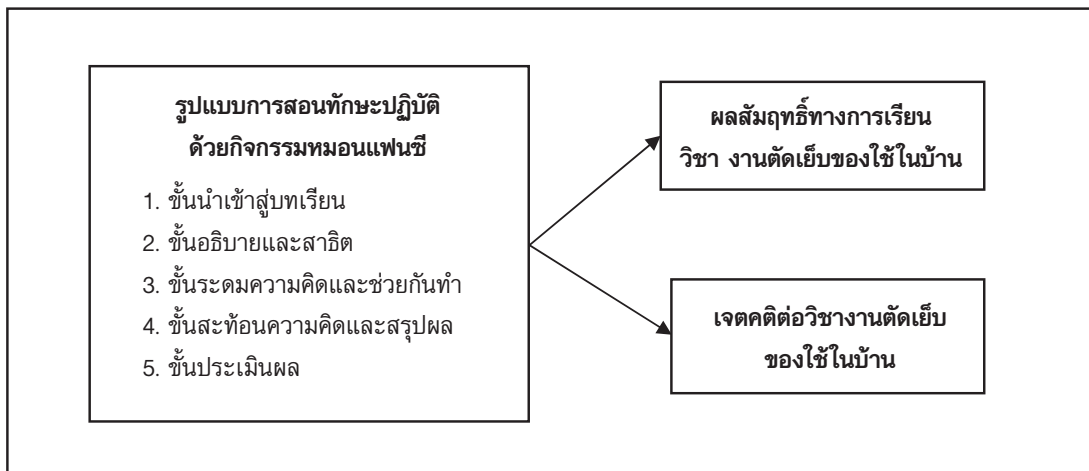 รูปแบบการสอนทักษะปฏิบัติ
ด้วยกิจกรรมหมอนแฟนซี
1. ขั้นนำเข้าสู่บทเรียน
2. ขั้นอธิบายและสาธิต
3. ขั้นระดมความคิดและช่วยกันทำ
4. ขั้นสะท้อนความคิดและสรุปผล
5. ขั้นประเมินผล
ผลสัมฤทธิ์ทางการเรียน
วิชา งานตัดเย็บของใช้ในบ้าน
เจตคติต่อวิชางานตัดเย็บ
ของใช้ในบ้าน